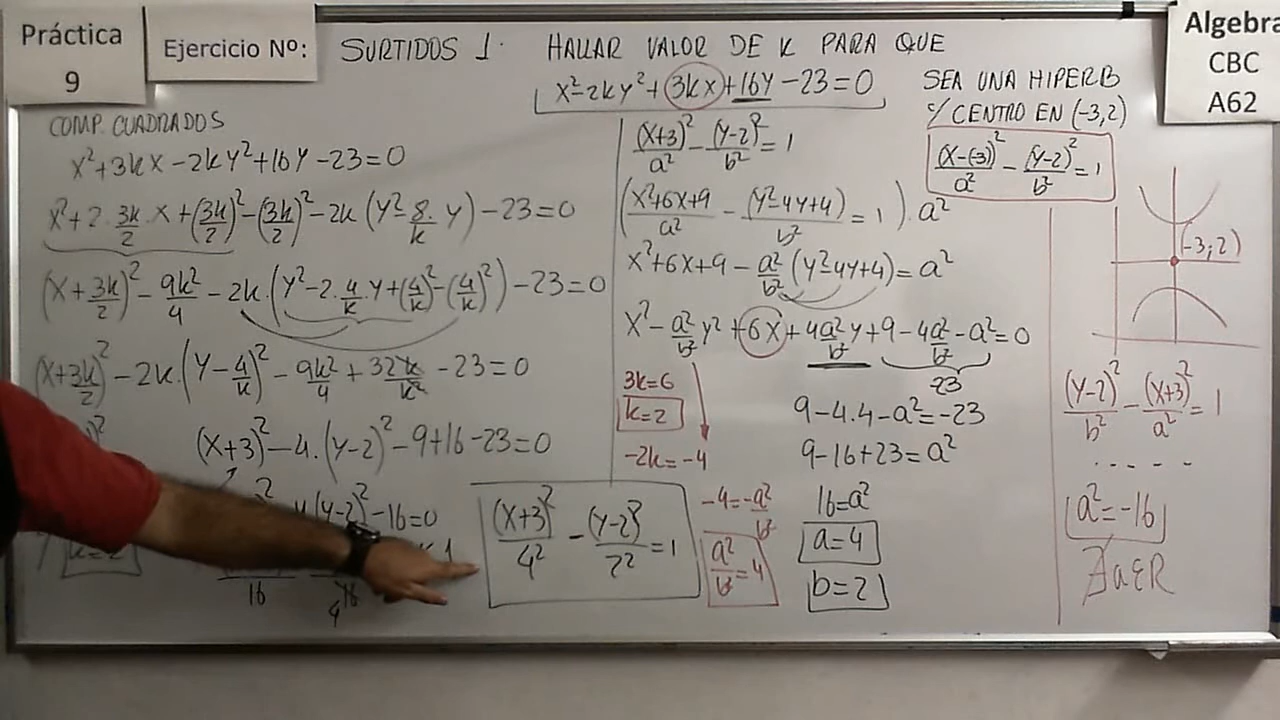 Práctica
9
Ejercicio Nº:
SURTIDOS 1. HALLAR VALOR DE K PARA QUE
x²-2ky²+3kx+16y-23=0
SEA UNA HIPERB
C/ CENTRO EN (-3,2)
Algebra
CBC
A62
COMP. CUADRADOS
x²+3kx-2ky²+16y-23=0
x²+2·3k/2·x+(3k/2)²-(3k/2)²-2k(y²-8/k·y)-23=0
(x+3k/2)²-9k²/4-2k·(y²-2·4/k·y+(4/k)²-(4/k)²)-23=0
(x+3k/2)²-2k·(y-4/k)²-9k²/4+32k/k²-23=0
(x+3)²-4·(y-2)²-9+16-23=0
(y-2)²-16=0
16
4
(x+3)²/4²-(y-2)²/2²=1
(x+3)²/a²-(y-2)²/b²=1
((x²+6x+9)/a²-(y²-4y+4)/b²=1)·a²
x²+6x+9-a²/b²(y²-4y+4)=a²
x²-a²/b²y²+6x+4a²/b²y+9-4a²/b²-a²=0
23
3k=6
k=2
-2k=-4
-4=-a²/b²
a²/b²=4
9-4.4-a²=-23
9-16+23=a²
16=a²
a=4
b=2
(x-(-3))²/a²-(y-2)²/b²=1
(-3;2)
(y-2)²/b²-(x+3)²/a²=1
- - - - -
a²=-16
∄a∈R